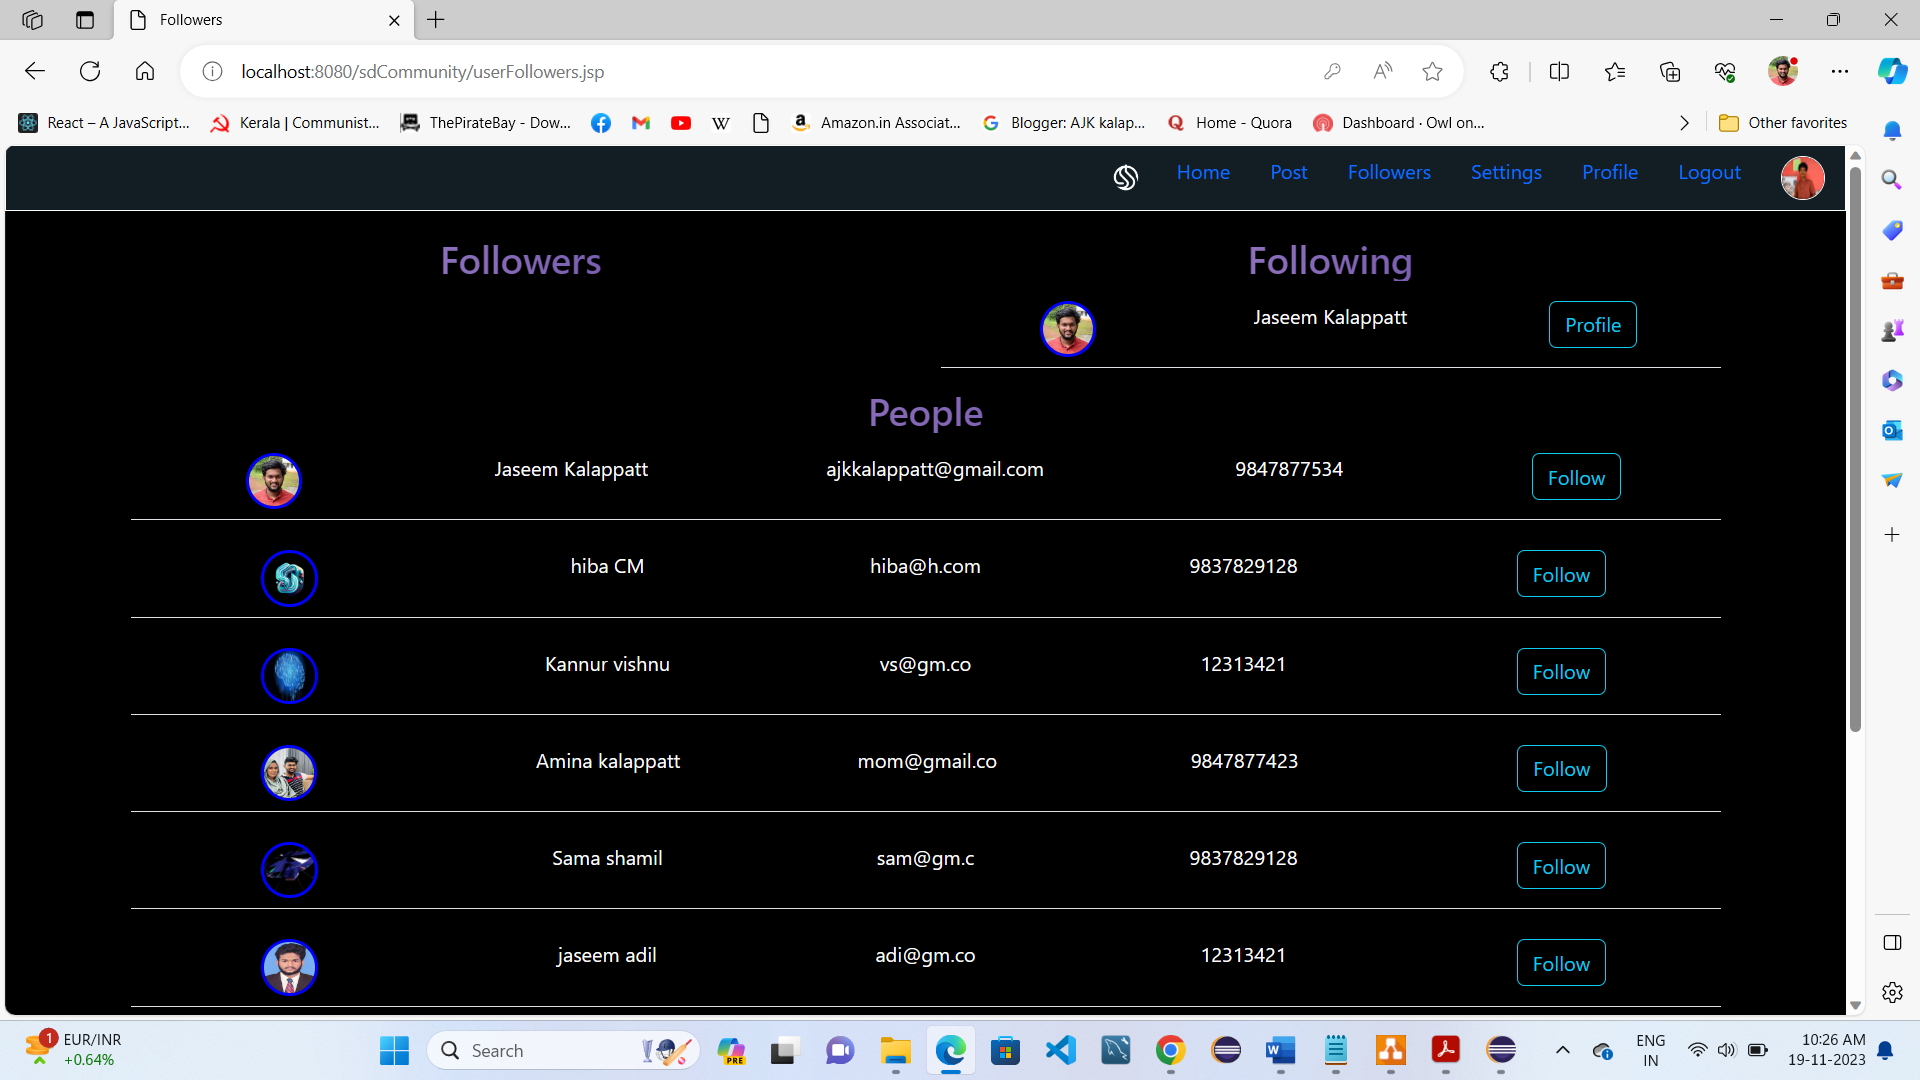 Followers
localhost:8080/sdCommunity/userFollowers.jsp
React – A JavaScript...
Kerala | Communist...
ThePirateBay - Dow...
W
Amazon.in Associat...
Blogger: AJK kalap...
Home - Quora
Dashboard · Owl on...
Other favorites
Home
Post
Followers
Settings
Profile
Logout
Followers
Following
Jaseem Kalappatt
Profile
People
Jaseem Kalappatt ajkkalappatt@gmail.com 9847877534 Follow
hiba CM hiba@h.com 9837829128 Follow
Kannur vishnu vs@gm.co 12313421 Follow
Amina kalappatt mom@gmail.co 9847877423 Follow
Sama shamil sam@gm.c 9837829128 Follow
jaseem adil adi@gm.co 12313421 Follow
1
EUR/INR
+0.64%
Search
PRE
ENG
IN
10:26 AM
19-11-2023